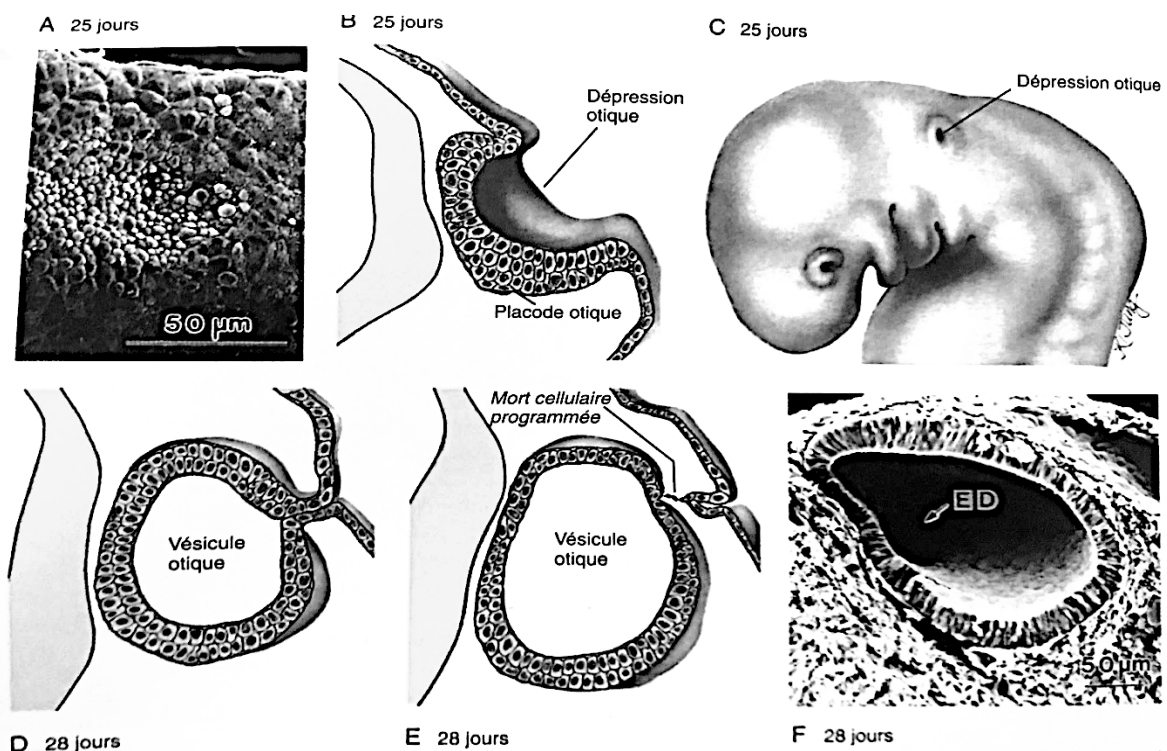 A 25 jours
B 25 jours
C 25 jours
Dépression
otique
Dépression otique
Placode otique
50 µm
Mort cellulaire
programmée
Vésicule
otique
Vésicule
otique
ED
50 µm
D 28 jours
E 28 jours
F 28 jours